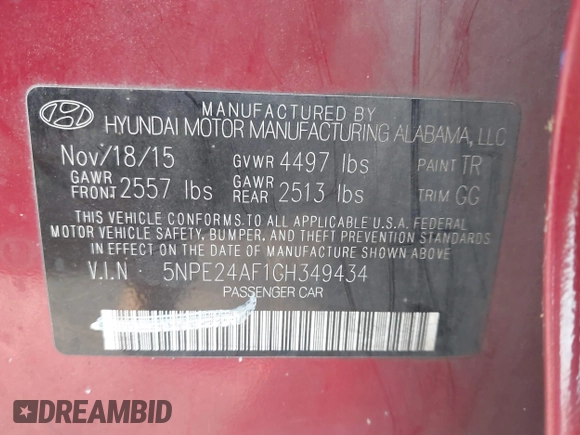 MANUFACTURED BY
HYUNDAI MOTOR MANUFACTURING ALABAMA, LLC
Nov/18/15 GVWR 4497 lbs PAINT TR
GAWR FRONT 2557 lbs GAWR REAR 2513 lbs TRIM GG
THIS VEHICLE CONFORMS TO ALL APPLICABLE U.S.A. FEDERAL
MOTOR VEHICLE SAFETY, BUMPER, AND THEFT PREVENTION STANDARDS
IN EFFECT ON THE DATE OF MANUFACTURE SHOWN ABOVE.
V.I.N 5NPE24AF1GH349434
PASSENGER CAR
DREAMBID